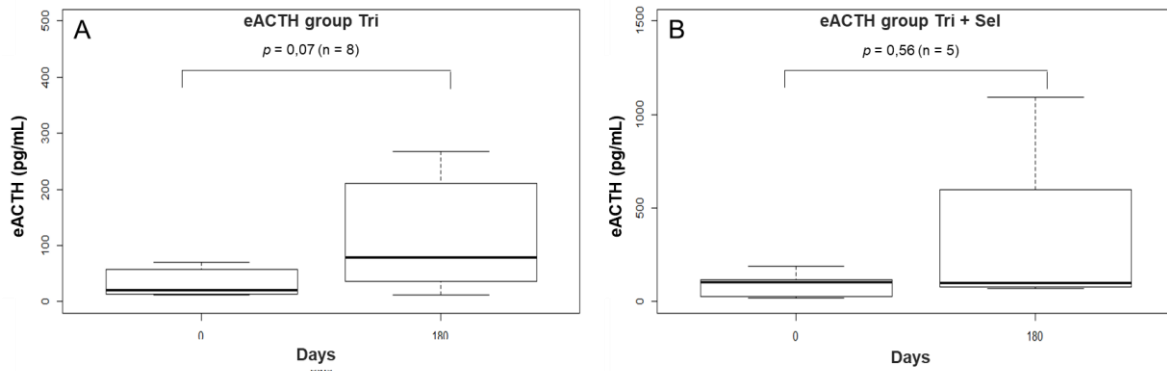 A
eACTH group Tri
p = 0,07 (n = 8)
eACTH (pg/mL)
500
400
300
200
100
0
0
180
Days
B
eACTH group Tri + Sel
p = 0,56 (n = 5)
eACTH (pg/mL)
1500
1000
500
0
0
180
Days